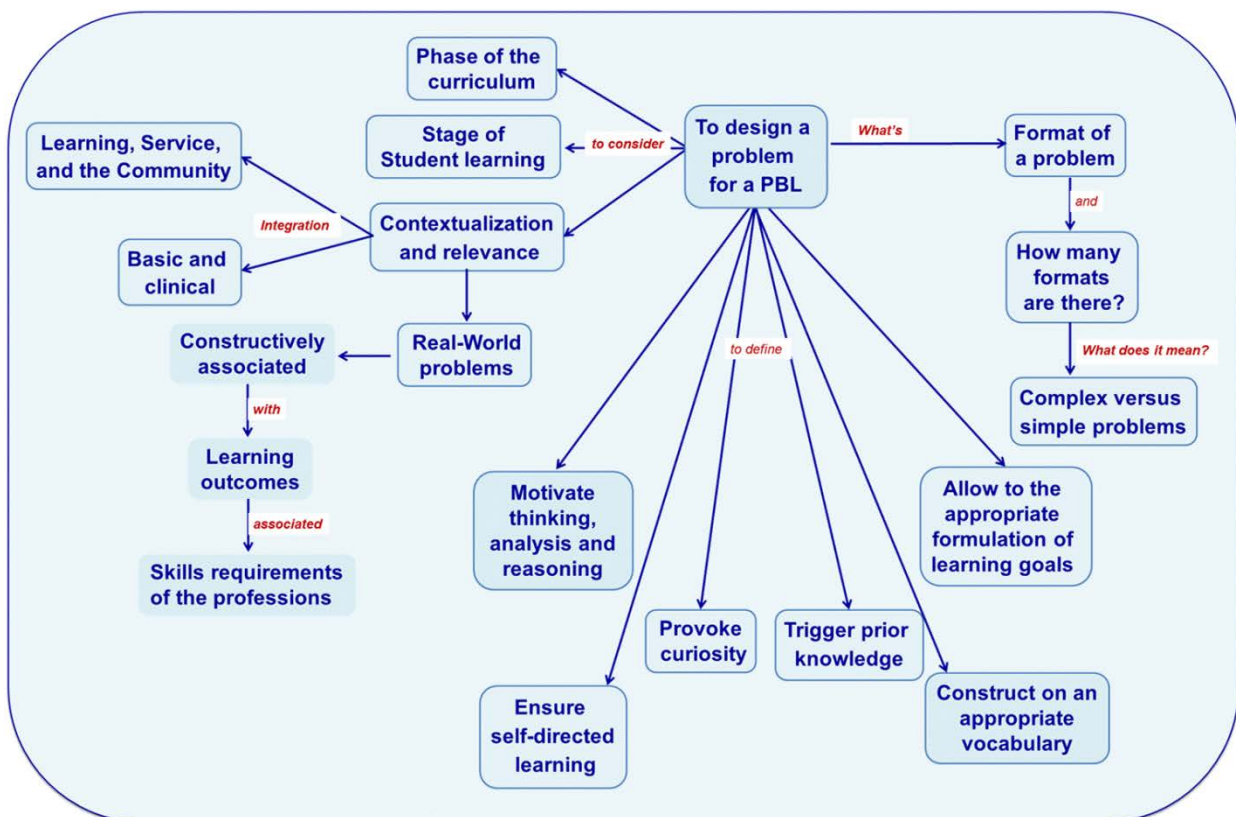 Phase of the
curriculum
To design a
problem
for a PBL
What's
Format of
a problem
Stage of
Student learning
to consider
Learning, Service,
and the Community
and
Integration
Contextualization
and relevance
Basic and
clinical
How many
formats
are there?
Constructively
associated
Real-World
problems
to define
What does it mean?
Complex versus
simple problems
with
Learning
outcomes
associated
Skills requirements
of the professions
Motivate
thinking,
analysis and
reasoning
Allow to the
appropriate
formulation of
learning goals
Provoke
curiosity
Trigger prior
knowledge
Ensure
self-directed
learning
Construct on an
appropriate
vocabulary